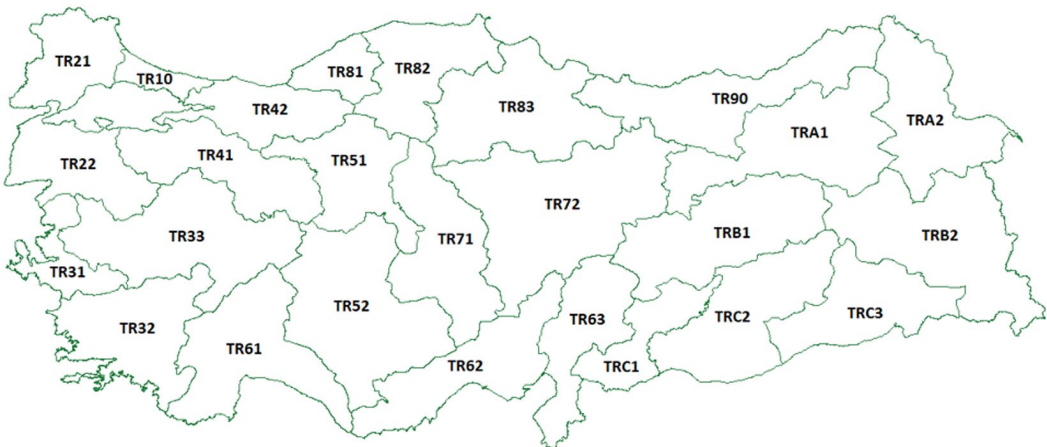 TR21
TR10
TR81
TR82
TR42
TR83
TR90
TRA1
TRA2
TR22
TR41
TR51
TR72
TR33
TR71
TRB1
TRB2
TR31
TR32
TR52
TR63
TRC2
TRC3
TR61
TR62
TRC1